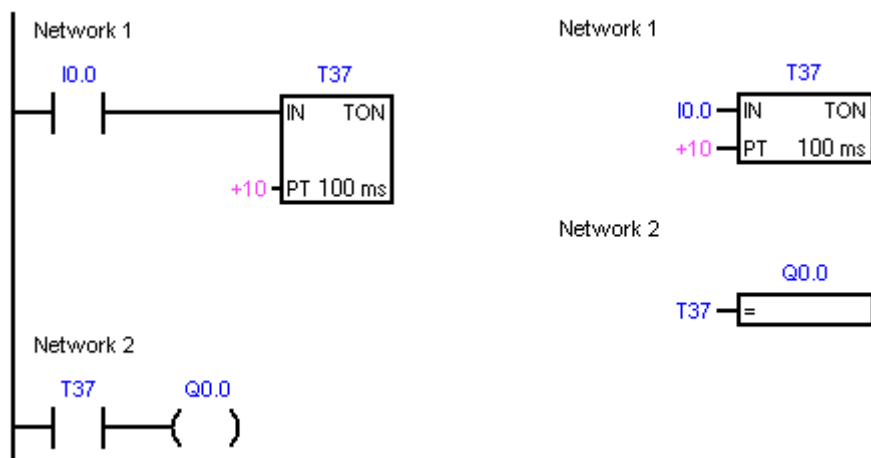 Network 1
I0.0
T37
IN TON
+10 PT 100 ms
Network 2
T37 Q0.0
( )
Network 1
T37
I0.0 IN TON
+10 PT 100 ms
Network 2
Q0.0
T37 =